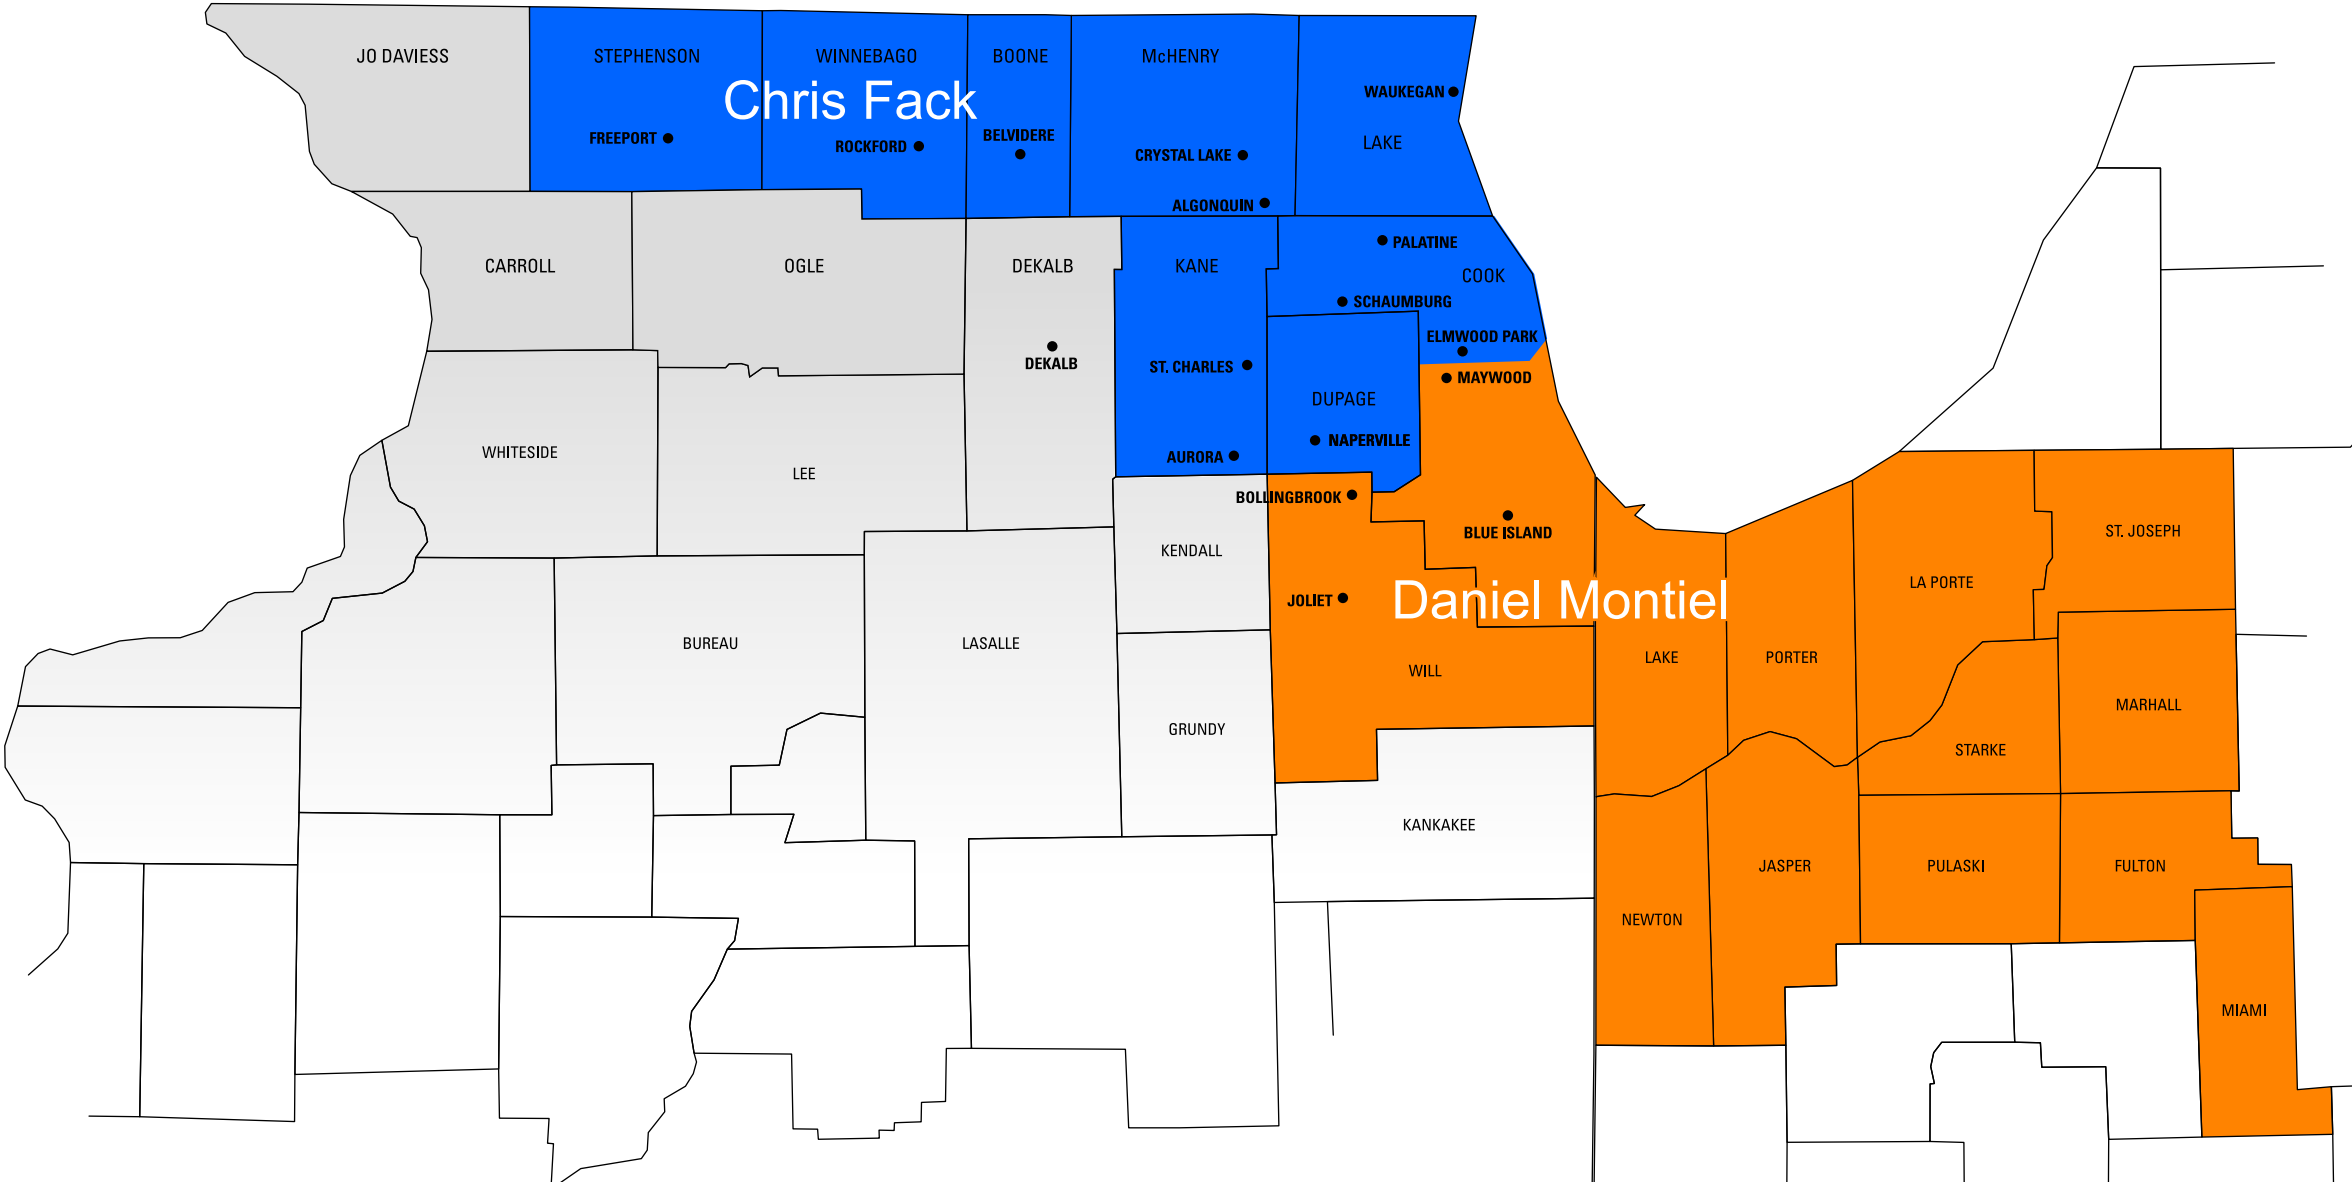 JO DAVIESS
STEPHENSON
WINNEBAGO
BOONE
McHENRY
Chris Fack
WAUKEGAN
FREEPORT
ROCKFORD
BELVIDERE
LAKE
CRYSTAL LAKE
ALGONQUIN
PALATINE
CARROLL
OGLE
DEKALB
KANE
COOK
SCHAUMBURG
ELMWOOD PARK
DEKALB
ST. CHARLES
MAYWOOD
DUPAGE
NAPERVILLE
WHITESIDE
LEE
AURORA
BOLLINGBROOK
BLUE ISLAND
ST. JOSEPH
KENDALL
LA PORTE
JOLIET
Daniel Montiel
BUREAU
LASALLE
WILL
LAKE
PORTER
MARHALL
GRUNDY
STARKE
KANKAKEE
JASPER
PULASKI
FULTON
NEWTON
MIAMI